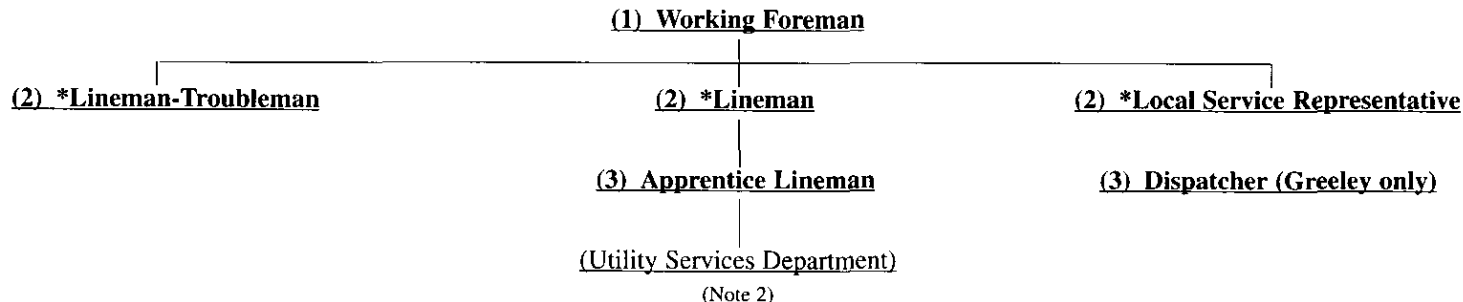 (1) Working Foreman
(2) *Lineman-Troubleman (2) *Lineman (2) *Local Service Representative
(3) Apprentice Lineman (3) Dispatcher (Greeley only)
(Utility Services Department)
(Note 2)